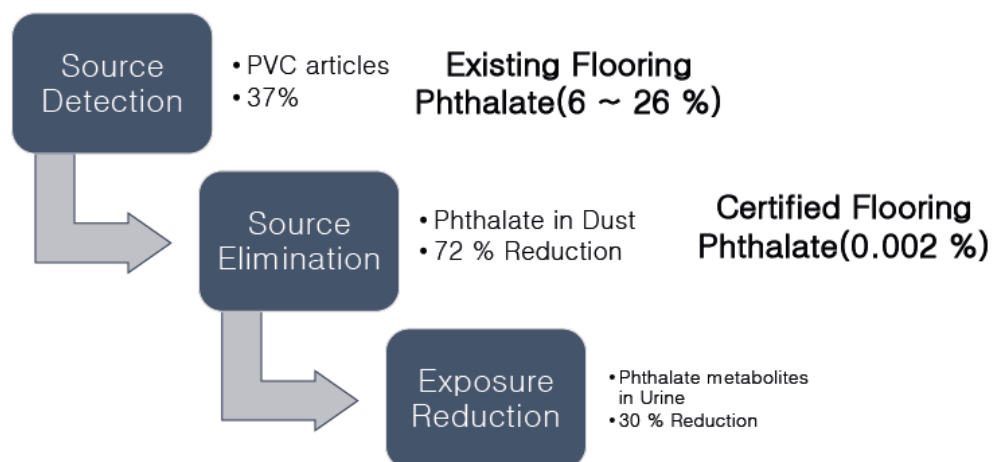 Source
Detection
• PVC articles
• 37%
Existing Flooring
Phthalate(6 ~ 26 %)
Source
Elimination
• Phthalate in Dust
• 72 % Reduction
Certified Flooring
Phthalate(0.002 %)
Exposure
Reduction
• Phthalate metabolites
in Urine
• 30 % Reduction